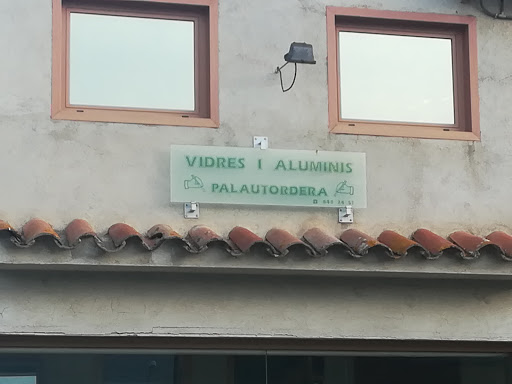 VIDRES I ALUMINIS
PALAUTORDERA